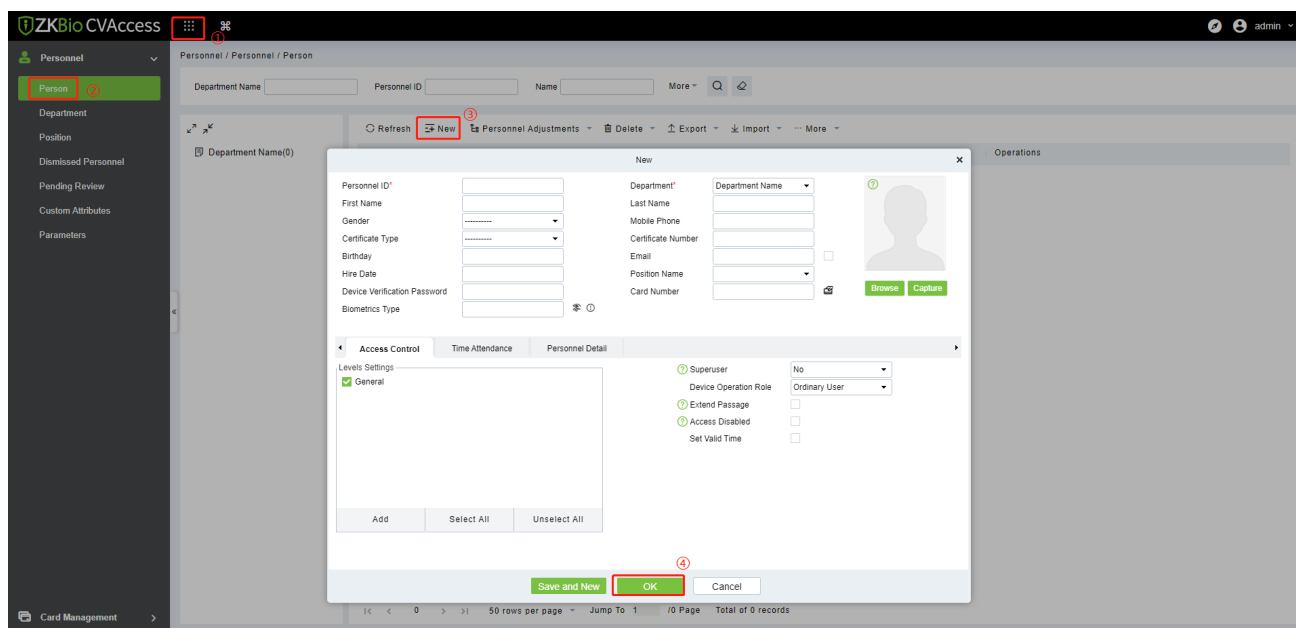 ZKBio CVAccess
admin
①
Personnel
Personnel / Personnel / Person
Person ②
Department Name
Personnel ID
Name
More
Department
③
Refresh
New
Personnel Adjustments
Delete
Export
Import
More
Position
Department Name(0)
Operations
Dismissed Personnel
Pending Review
Custom Attributes
Parameters
New
Personnel ID*
Department*
Department Name
First Name
Last Name
Gender
----------
Mobile Phone
Certificate Type
----------
Certificate Number
Birthday
Email
Hire Date
Position Name
Device Verification Password
Card Number
Browse
Capture
Biometrics Type
Access Control
Time Attendance
Personnel Detail
Levels Settings
General
Superuser
No
Device Operation Role
Ordinary User
Extend Passage
Access Disabled
Set Valid Time
Add
Select All
Unselect All
④
Save and New
OK
Cancel
0
50 rows per page
Jump To 1
/0 Page
Total of 0 records
Card Management